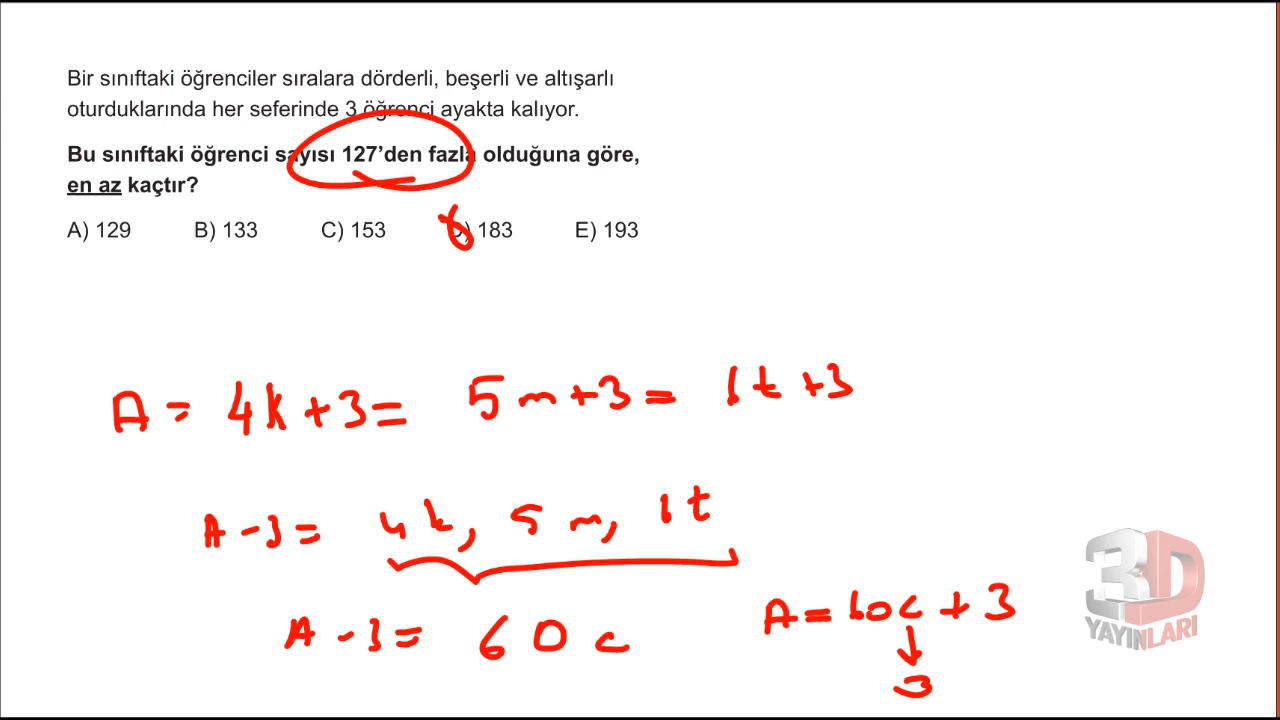 Bir sınıftaki öğrenciler sıralara dörderli, beşerli ve altışarlı
oturduklarında her seferinde 3 öğrenci ayakta kalıyor.
Bu sınıftaki öğrenci sayısı 127’den fazla olduğuna göre,
en az kaçtır?
A) 129 B) 133 C) 153 D) 183 E) 193
A = 4k + 3 = 5m + 3 = 6t + 3
A - 3 = 4k, 5m, 6t
A - 3 = 60c
A = 60c + 3
3
3D
YAYINLARI